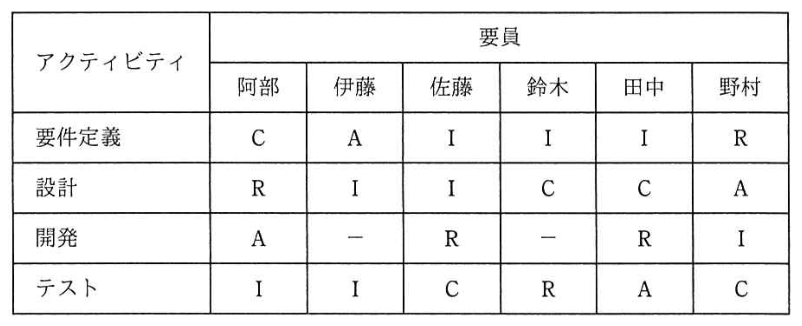 アクティビティ 要員
阿部 伊藤 佐藤 鈴木 田中 野村
要件定義 C A I I I R
設計 R I I C C A
開発 A － R － R I
テスト I I C R A C